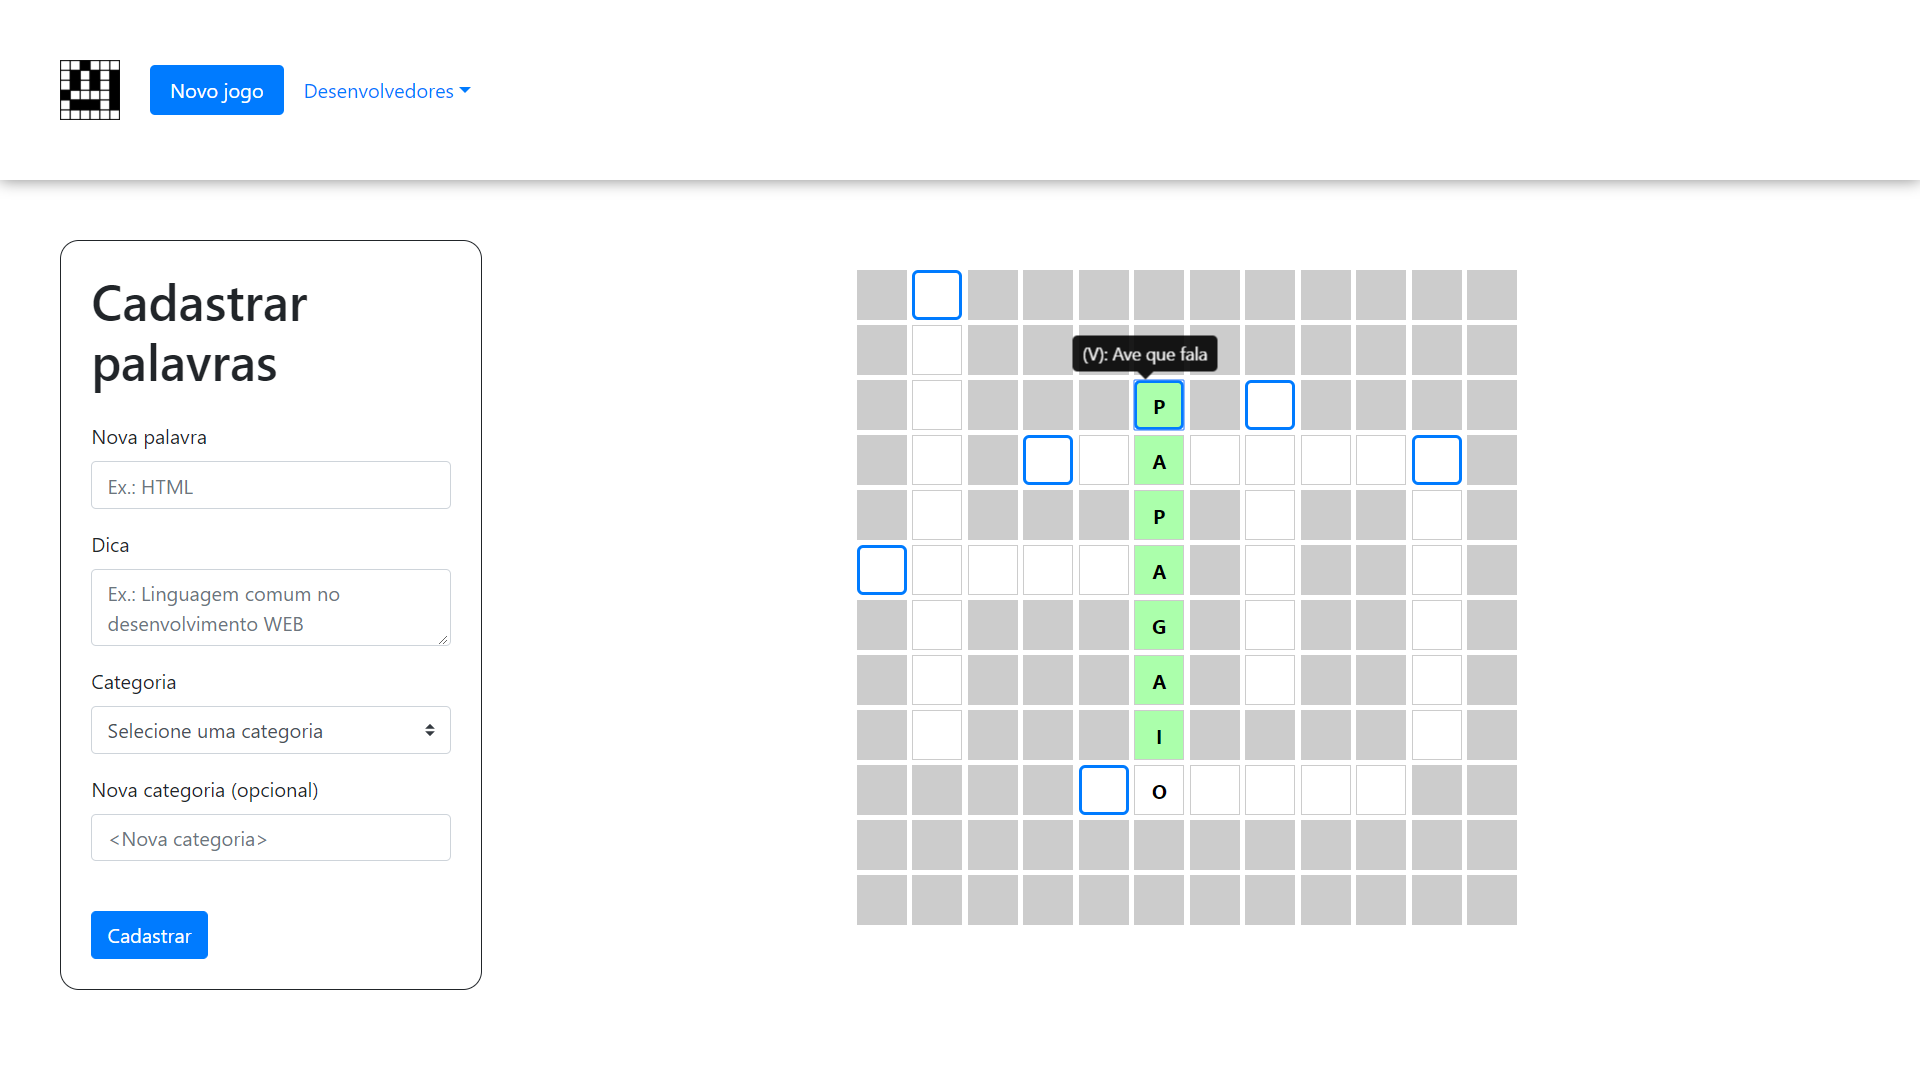 Novo jogo
Desenvolvedores
Cadastrar
palavras
Nova palavra
Ex.: HTML
Dica
Ex.: Linguagem comum no
desenvolvimento WEB
Categoria
Selecione uma categoria
Nova categoria (opcional)
<Nova categoria>
Cadastrar
(V): Ave que fala
P
A
P
A
G
A
I
O